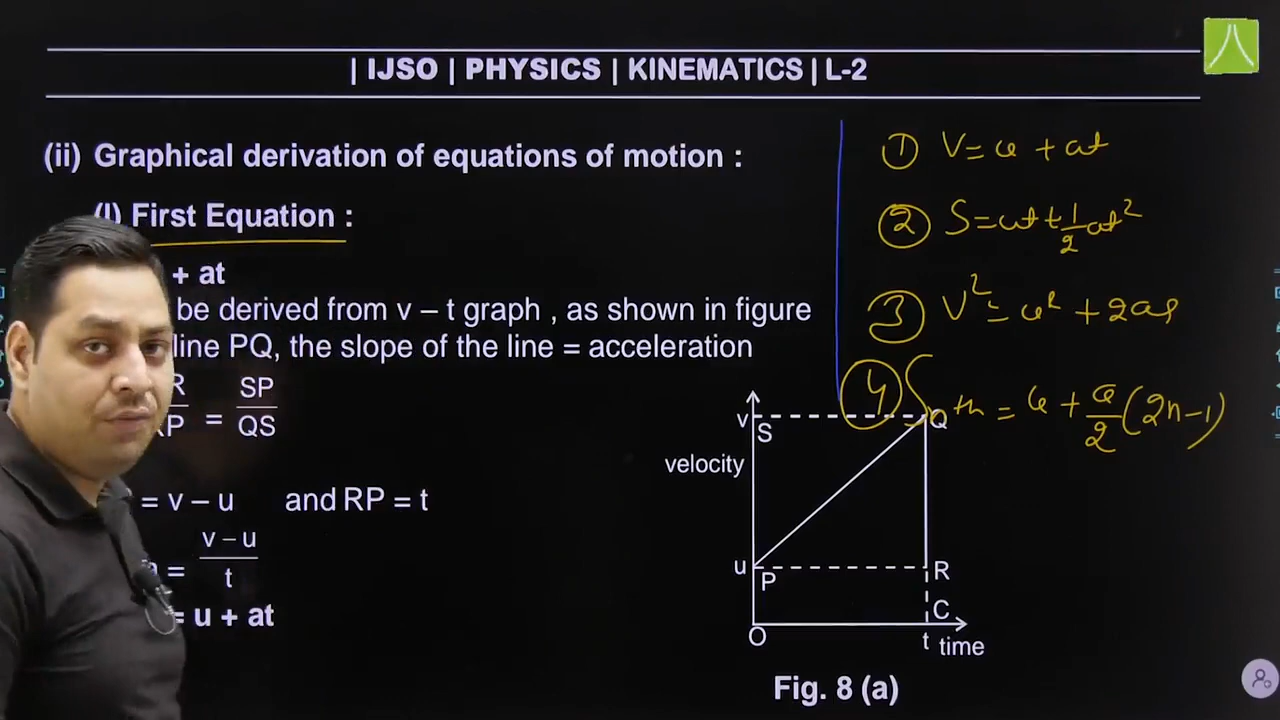 | IJSO | PHYSICS | KINEMATICS | L-2
(ii) Graphical derivation of equations of motion :
(I) First Equation :
+ at
be derived from v – t graph , as shown in figure
line PQ, the slope of the line = acceleration
= SP/QS
= v – u and RP = t
= v – u / t
= u + at
① V = u + at
② S = ut + 1/2 at²
③ V² = u² + 2as
④ S th = u + a/2 (2n-1)
v
S
Q
velocity
u
P
R
C
O
t time
Fig. 8 (a)